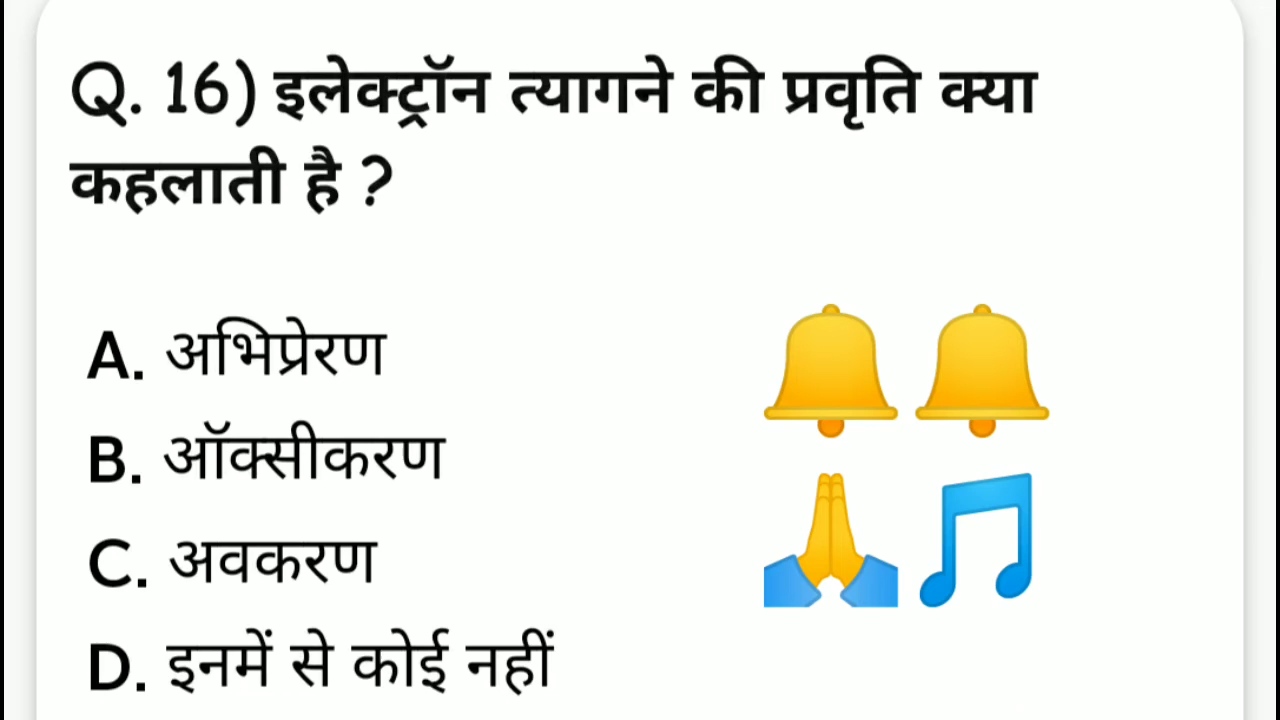 Q. 16) इलेक्ट्रॉन त्यागने की प्रवृति क्या
कहलाती है ?
A. अभिप्रेरण
B. ऑक्सीकरण
C. अवकरण
D. इनमें से कोई नहीं